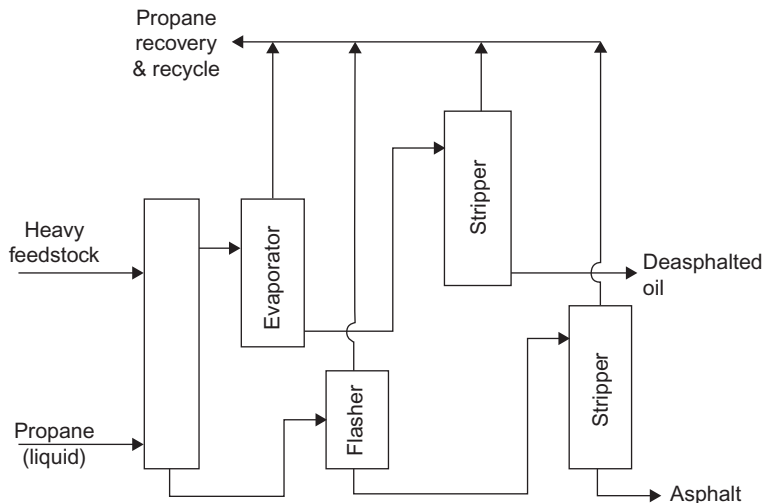 Propane
recovery
& recycle
Stripper
Heavy
feedstock
Evaporator
Deasphalted
oil
Flasher
Stripper
Propane
(liquid)
Asphalt